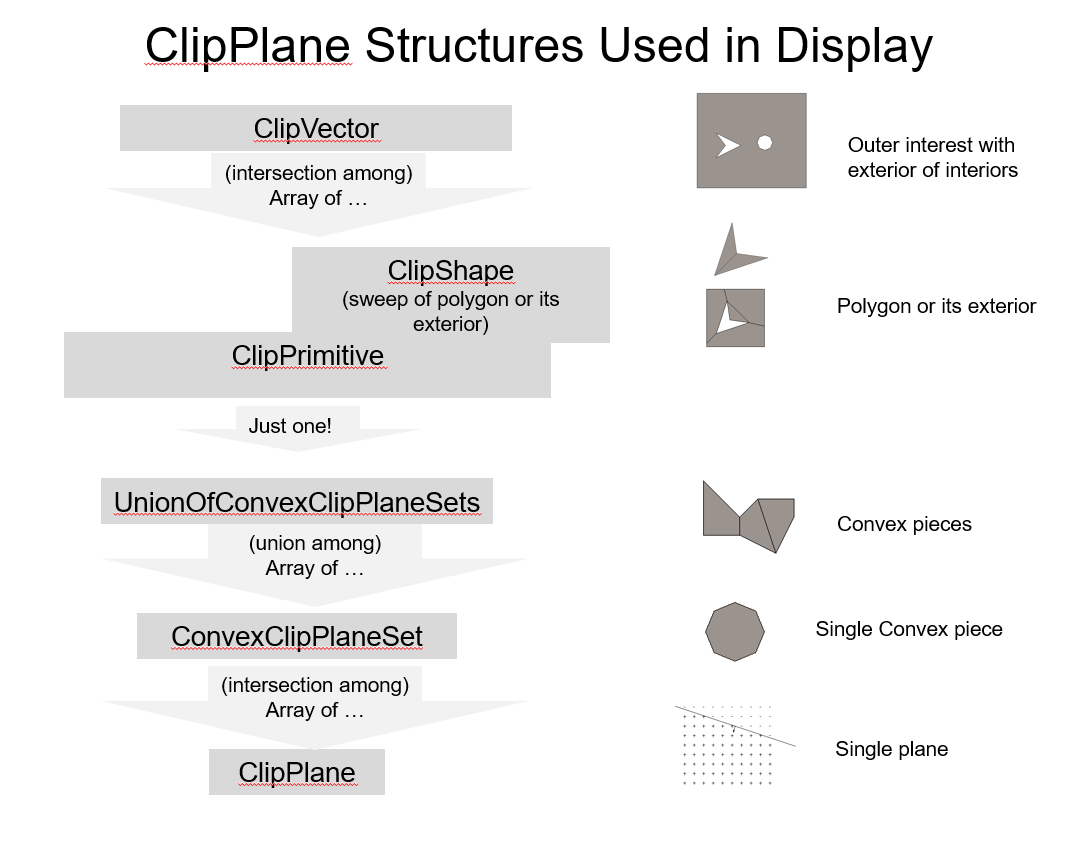 ClipPlane Structures Used in Display
ClipVector
(intersection among)
Array of …
Outer interest with
exterior of interiors
ClipShape
(sweep of polygon or its
exterior)
Polygon or its exterior
ClipPrimitive
Just one!
UnionOfConvexClipPlaneSets
(union among)
Array of …
Convex pieces
ConvexClipPlaneSet
Single Convex piece
(intersection among)
Array of …
ClipPlane
Single plane